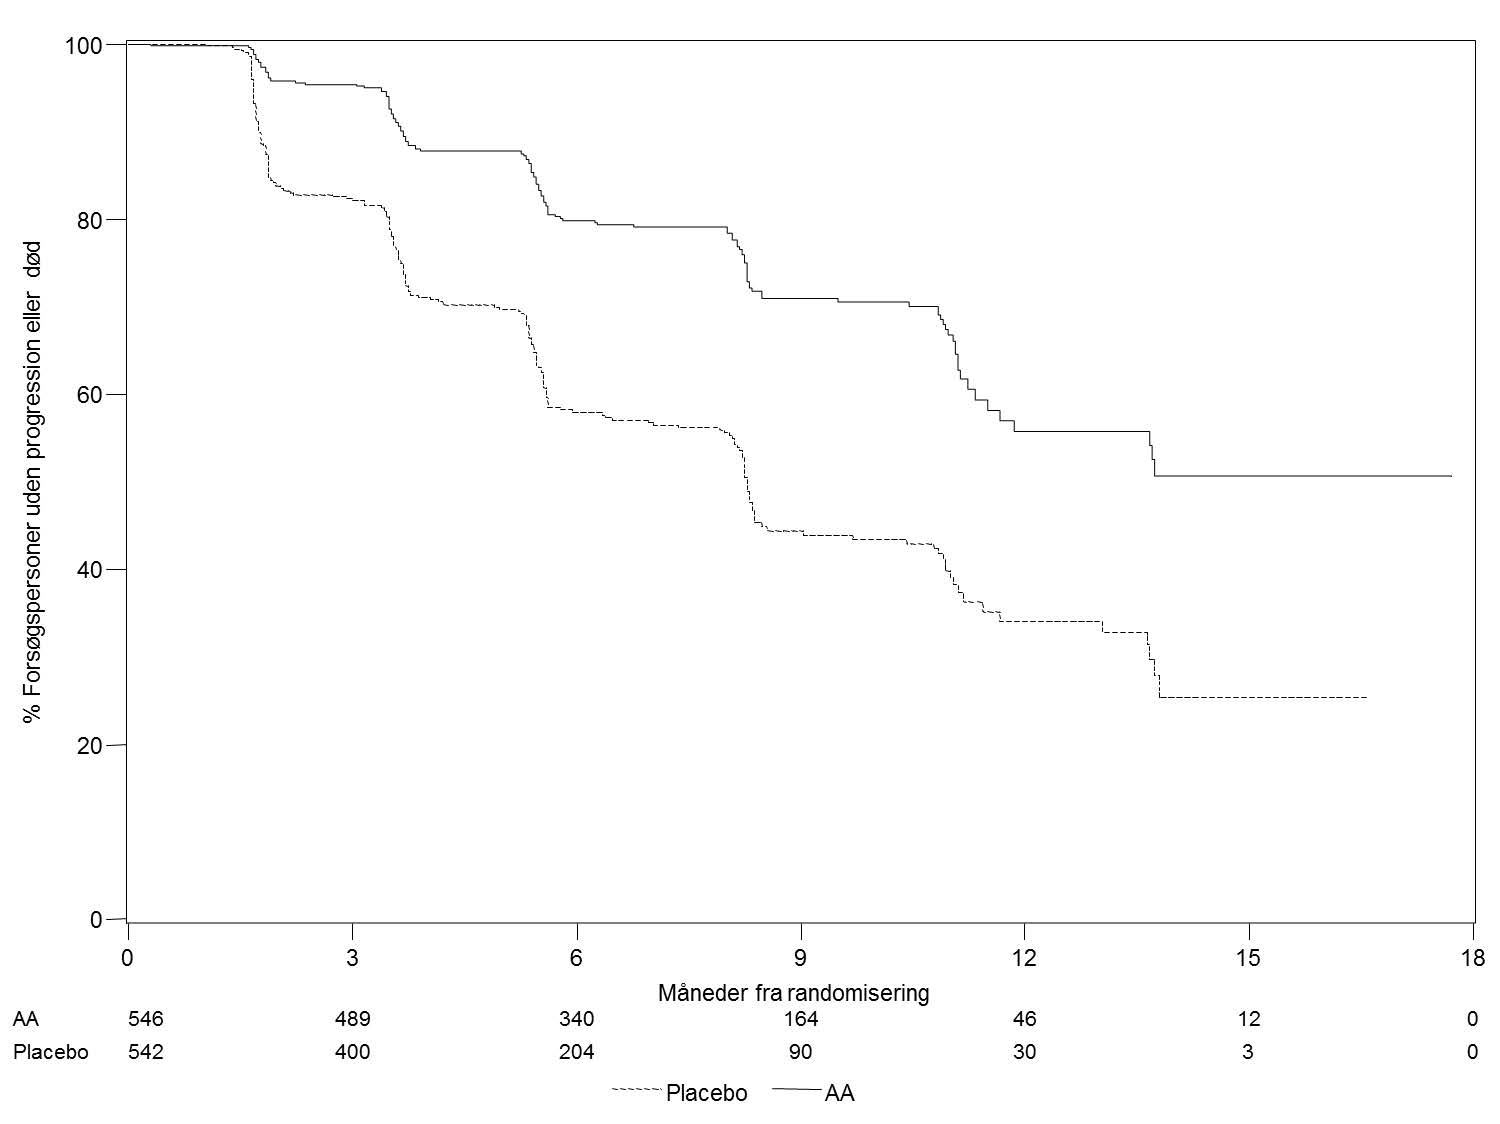 % Forsøgspersoner uden progression eller død
100
80
60
40
20
0
0 3 6 9 12 15 18
Måneder fra randomisering
AA 546 489 340 164 46 12 0
Placebo 542 400 204 90 30 3 0
Placebo AA